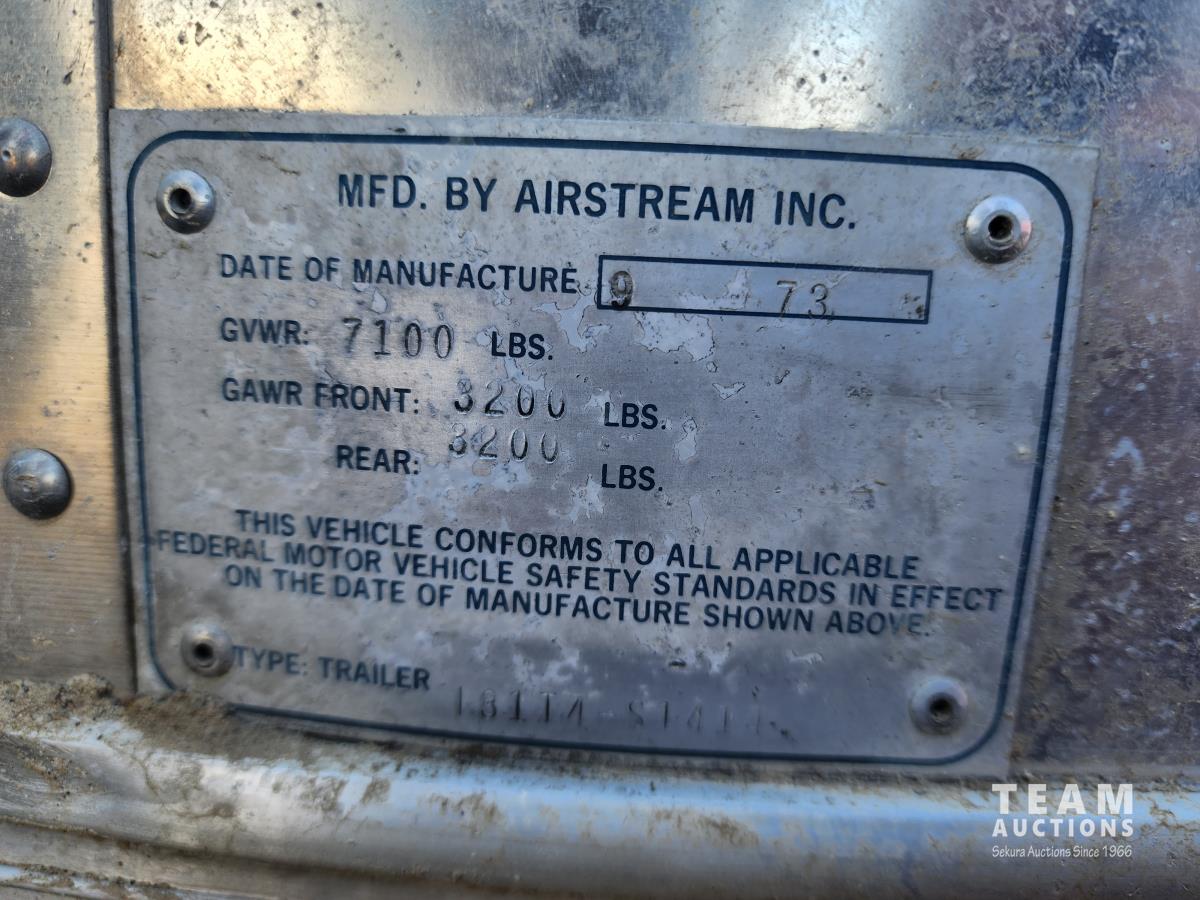 MFD. BY AIRSTREAM INC.
DATE OF MANUFACTURE 9 73
GVWR: 7100 LBS.
GAWR FRONT: 3200 LBS.
REAR: 3200 LBS.
THIS VEHICLE CONFORMS TO ALL APPLICABLE
FEDERAL MOTOR VEHICLE SAFETY STANDARDS IN EFFECT
ON THE DATE OF MANUFACTURE SHOWN ABOVE.
TYPE: TRAILER
TEAM
AUCTIONS
Sekura Auctions Since 1966